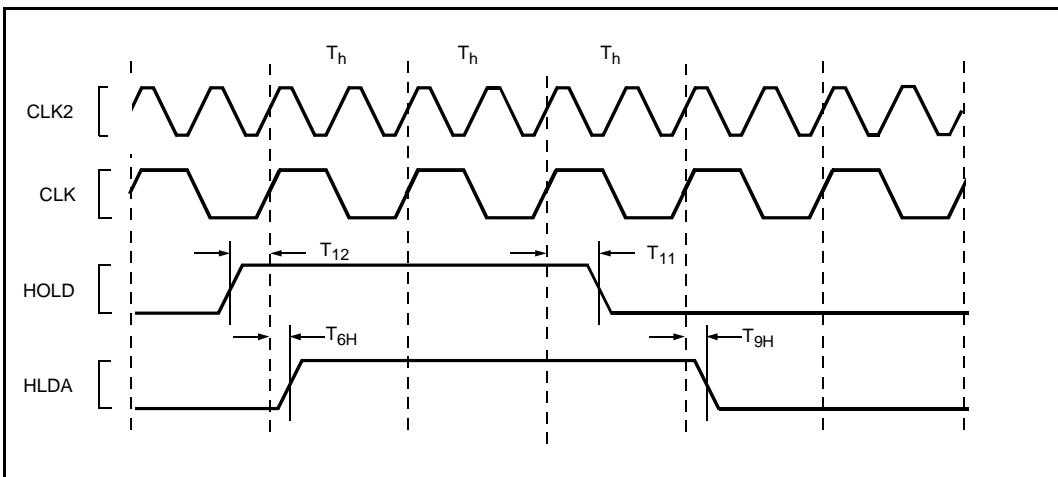 Th Th Th
CLK2
CLK
T12 T11
HOLD
T6H T9H
HLDA